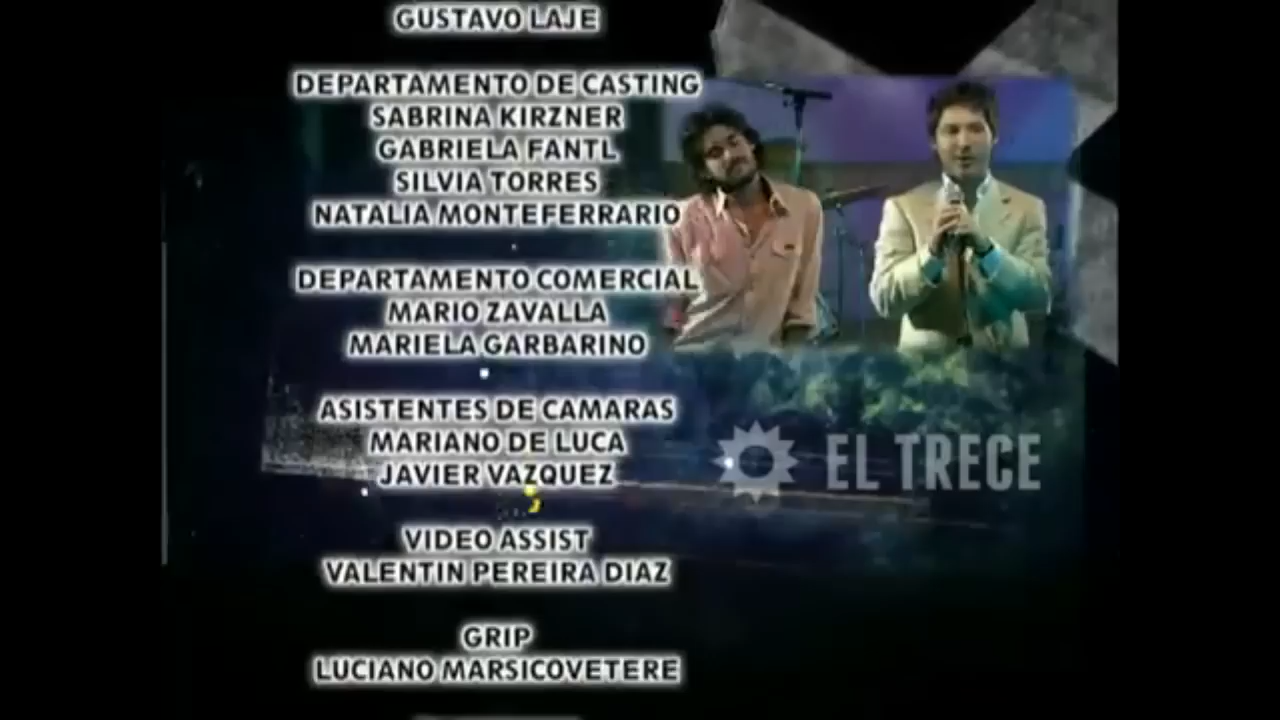 GUSTAVO LAJE
DEPARTAMENTO DE CASTING
SABRINA KIRZNER
GABRIELA FANTL
SILVIA TORRES
NATALIA MONTEFERRARIO
DEPARTAMENTO COMERCIAL
MARIO ZAVALLA
MARIELA GARBARINO
ASISTENTES DE CAMARAS
MARIANO DE LUCA
JAVIER VAZQUEZ
VIDEO ASSIST
VALENTIN PEREIRA DIAZ
GRIP
LUCIANO MARSICOVETERE
EL TRECE